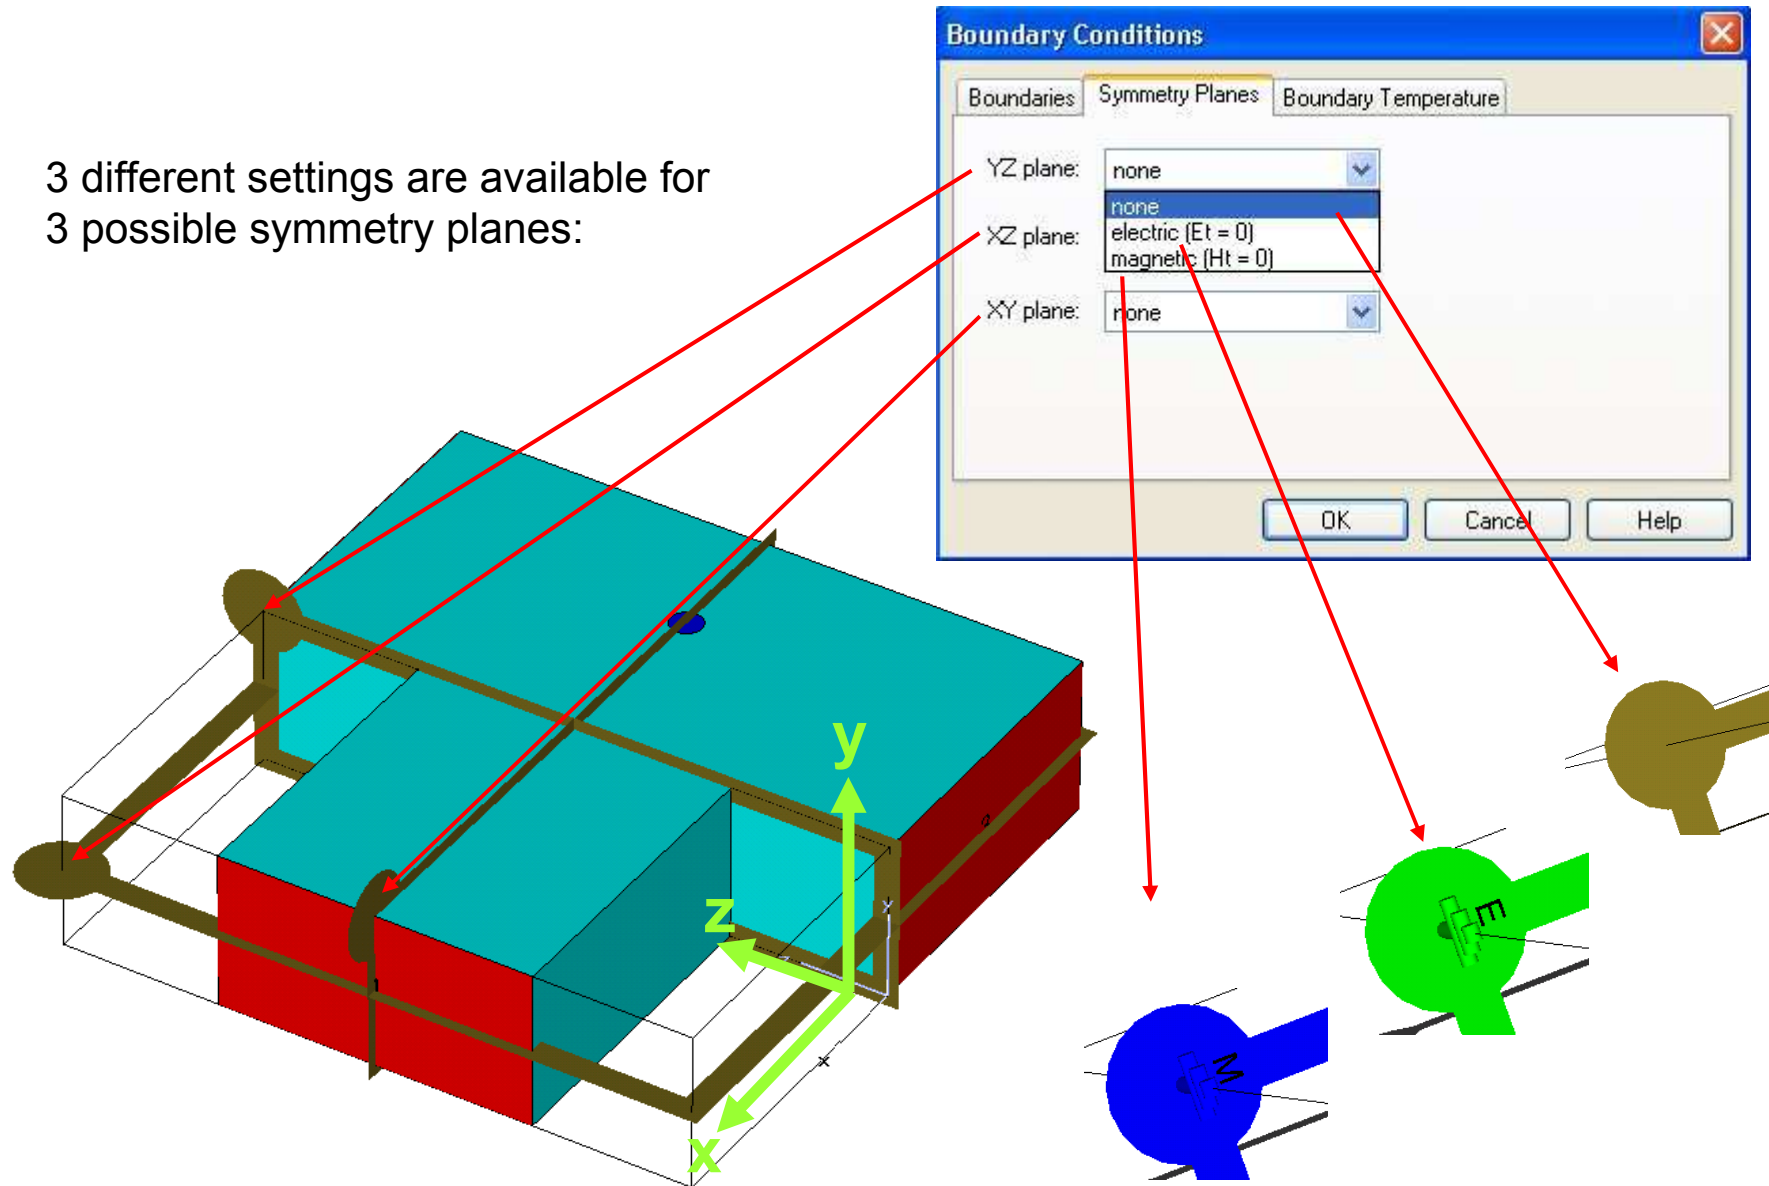 Boundary Conditions
Boundaries
Symmetry Planes
Boundary Temperature
3 different settings are available for
3 possible symmetry planes:
YZ plane:
none
none
XZ plane:
electric (Et = 0)
magnetic (Ht = 0)
XY plane:
none
OK
Cancel
Help
y
z
x
x
E
M